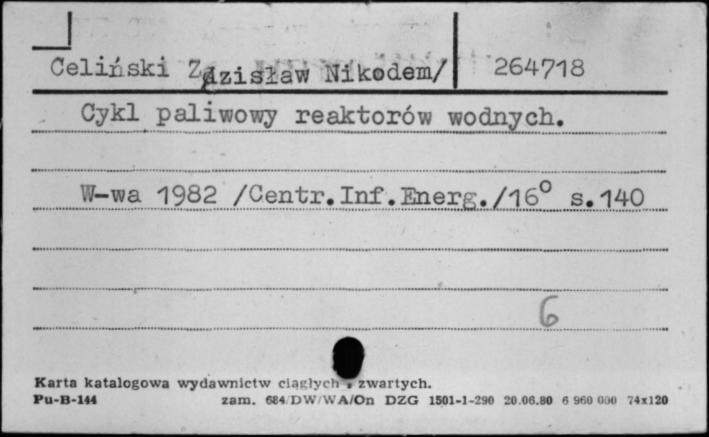 Celiński Zdzisław Nikodem/ 264718
Cykl paliwowy reaktorów wodnych.
W-wa 1982 /Centr.Inf.Energ./16° s.140
6
Karta katalogowa wydawnictw ciągłych i zwartych.
Pu-B-144 zam. 684/DW/WA/On DZG 1501-1-290 20.06.80 6 960 000 74x120